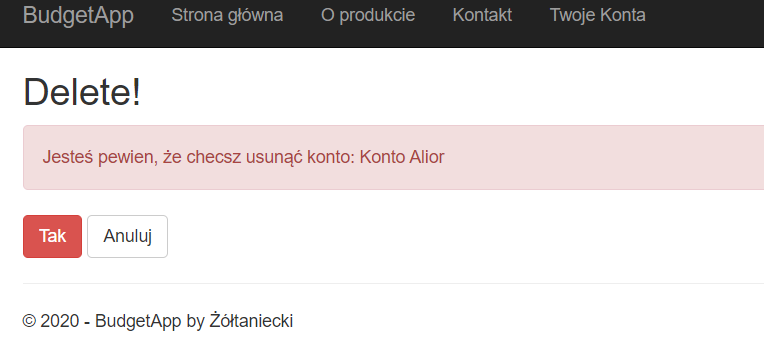 BudgetApp Strona główna O produkcie Kontakt Twoje Konta
Delete!
Jesteś pewien, że checsz usunąć konto: Konto Alior
Tak Anuluj
© 2020 - BudgetApp by Żółtaniecki